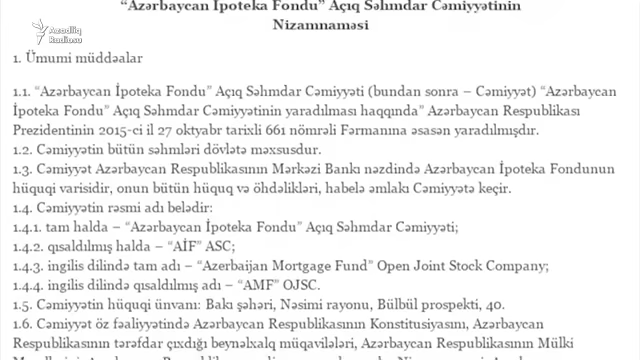 Azadlıq
Radiosu
“Azərbaycan İpoteka Fondu” Açıq Səhmdar Cəmiyyətinin
Nizamnaməsi
1. Ümumi müddəalar
1.1. “Azərbaycan İpoteka Fondu” Açıq Səhmdar Cəmiyyəti (bundan sonra – Cəmiyyət) “Azərbaycan
İpoteka Fondu” Açıq Səhmdar Cəmiyyətinin yaradılması haqqında” Azərbaycan Respublikası
Prezidentinin 2015-ci il 27 oktyabr tarixli 661 nömrəli Fərmanına əsasən yaradılmışdır.
1.2. Cəmiyyətin bütün səhmləri dövlətə məxsusdur.
1.3. Cəmiyyət Azərbaycan Respublikasının Mərkəzi Bankı nəzdində Azərbaycan İpoteka Fondunun
hüquqi varisidir, onun bütün hüquq və öhdəlikləri, habelə əmlakı Cəmiyyətə keçir.
1.4. Cəmiyyətin rəsmi adı belədir:
1.4.1. tam halda – “Azərbaycan İpoteka Fondu” Açıq Səhmdar Cəmiyyəti;
1.4.2. qısaldılmış halda – “AİF” ASC;
1.4.3. ingilis dilində tam adı – “Azerbaijan Mortgage Fund” Open Joint Stock Company;
1.4.4. ingilis dilində qısaldılmış adı – “AMF” OJSC.
1.5. Cəmiyyətin hüquqi ünvanı: Bakı şəhəri, Nəsimi rayonu, Bülbül prospekti, 40.
1.6. Cəmiyyət öz fəaliyyətində Azərbaycan Respublikasının Konstitusiyasını, Azərbaycan
Respublikasının tərəfdar çıxdığı beynəlxalq müqavilələri, Azərbaycan Respublikasının Mülki